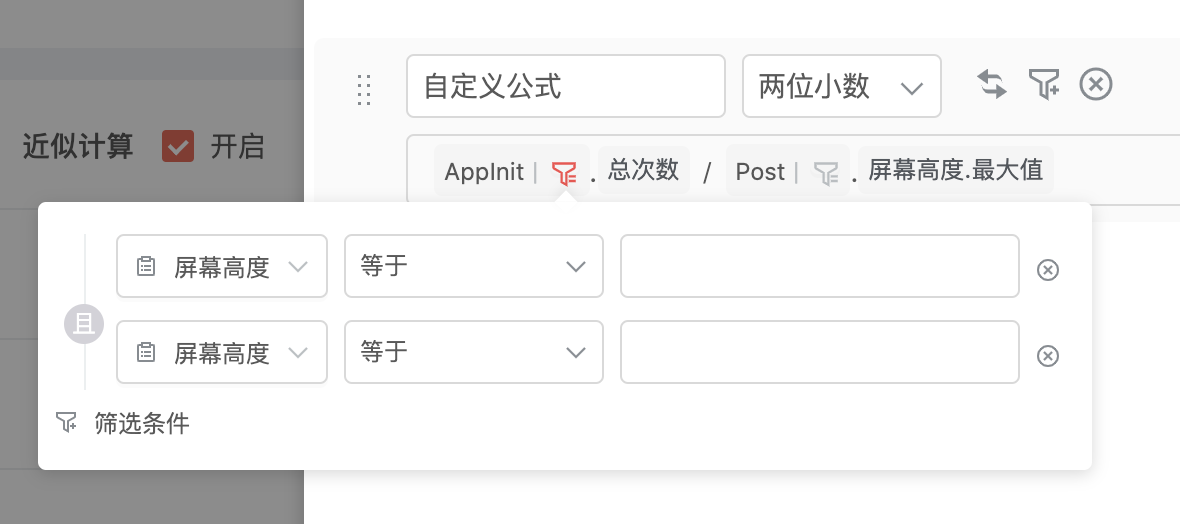 自定义公式 两位小数
近似计算 开启
AppInit | . 总次数 / Post | . 屏幕高度.最大值
屏幕高度 等于
且
屏幕高度 等于
筛选条件